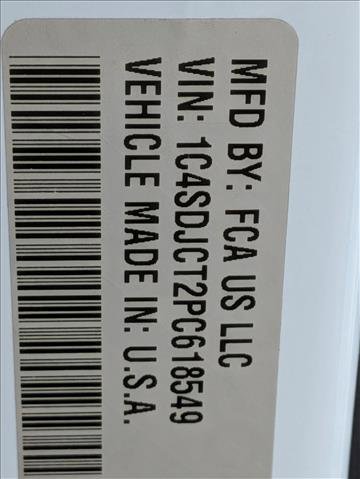 MFD BY: FCA US LLC
VIN: 1C4SDJCT2PC618549
VEHICLE MADE IN: U.S.A.